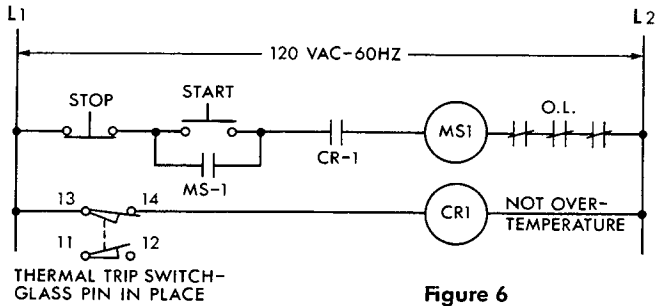 L1
L2
120 VAC-60HZ
STOP
START
O.L.
MS1
CR-1
MS-1
13
14
CR1
NOT OVER-
TEMPERATURE
11
12
THERMAL TRIP SWITCH-
GLASS PIN IN PLACE
Figure 6